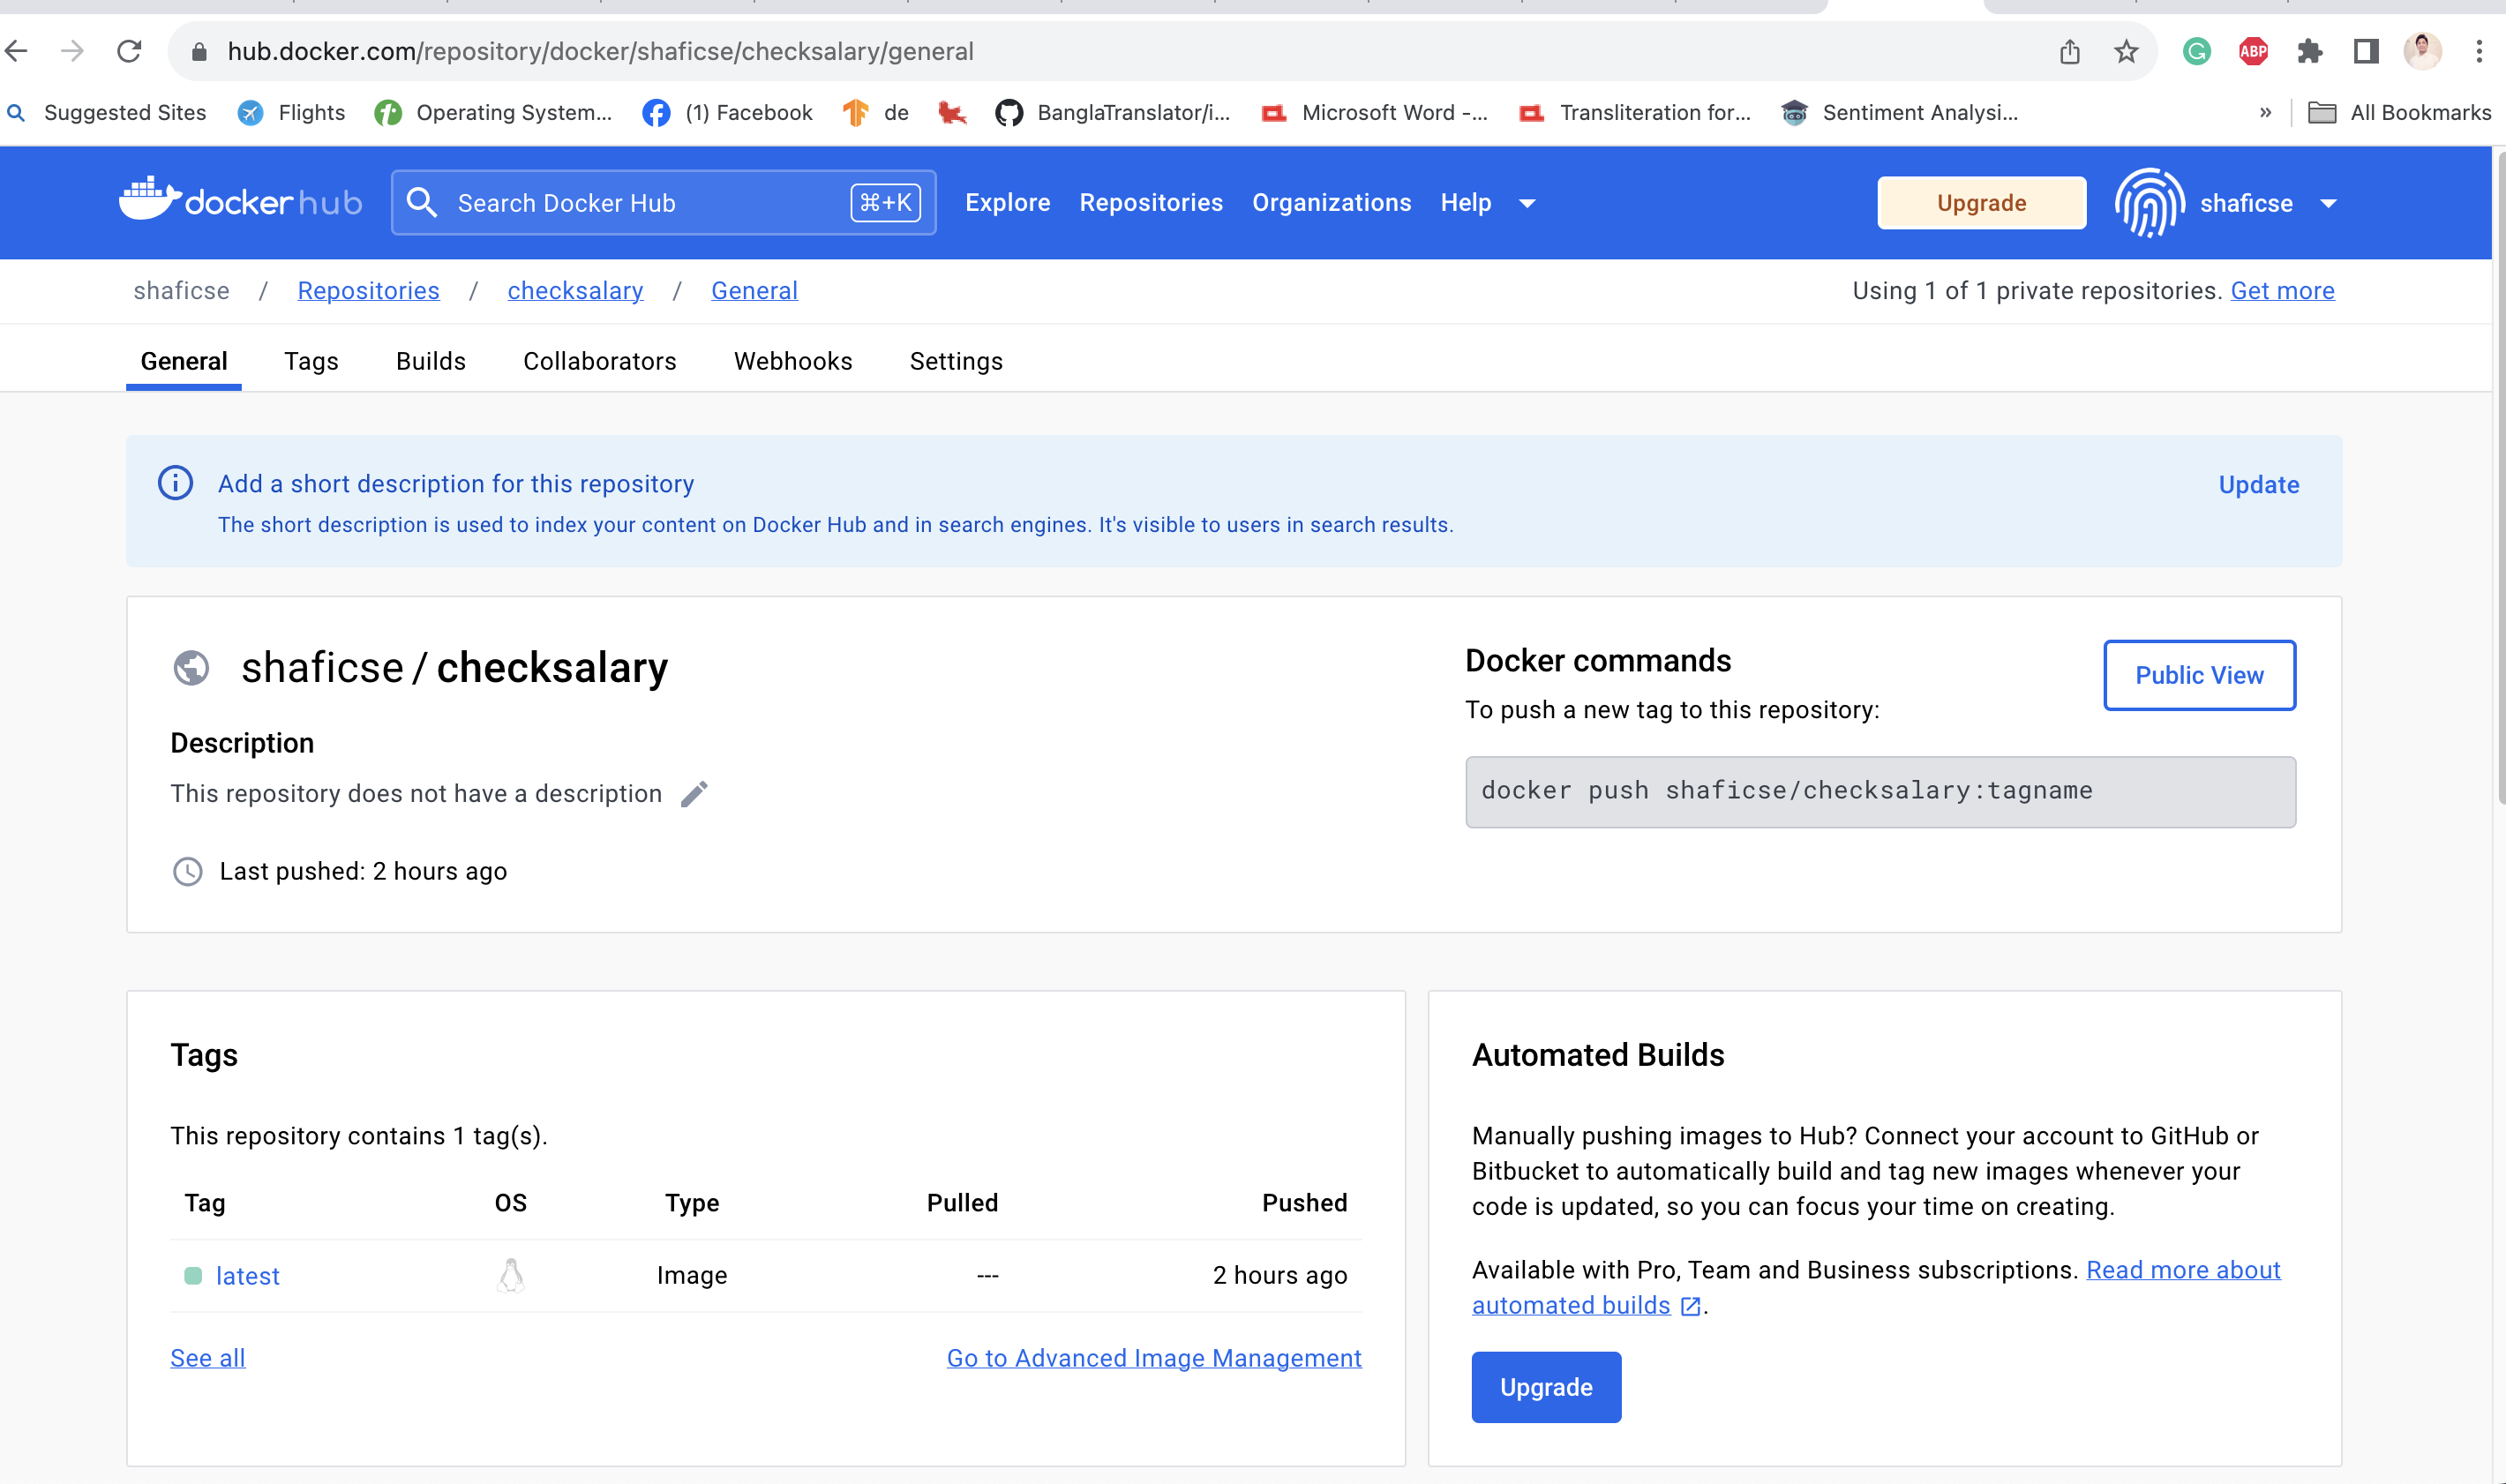 hub.docker.com/repository/docker/shaficse/checksalary/general
ABP
Suggested Sites Flights Operating System... (1) Facebook de BanglaTranslator/i... Microsoft Word -... Transliteration for... Sentiment Analysi... » All Bookmarks
docker hub Search Docker Hub ⌘+K Explore Repositories Organizations Help Upgrade shaficse
shaficse / Repositories / checksalary / General Using 1 of 1 private repositories. Get more
General Tags Builds Collaborators Webhooks Settings
Add a short description for this repository Update
The short description is used to index your content on Docker Hub and in search engines. It's visible to users in search results.
shaficse / checksalary
Description
This repository does not have a description
Last pushed: 2 hours ago
Docker commands
Public View
To push a new tag to this repository:
docker push shaficse/checksalary:tagname
Tags
This repository contains 1 tag(s).
Tag OS Type Pulled Pushed
latest Image --- 2 hours ago
See all Go to Advanced Image Management
Automated Builds
Manually pushing images to Hub? Connect your account to GitHub or
Bitbucket to automatically build and tag new images whenever your
code is updated, so you can focus your time on creating.
Available with Pro, Team and Business subscriptions. Read more about
automated builds .
Upgrade